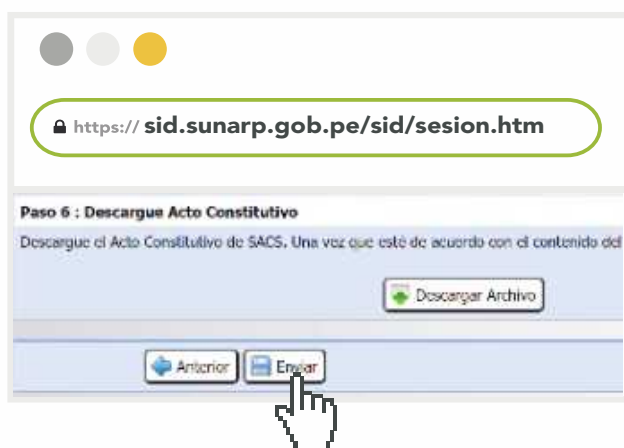 https:// sid.sunarp.gob.pe/sid/sesion.htm
Paso 6 : Descargue Acto Constitutivo
Descargue el Acto Constitutivo de SACS. Una vez que esté de acuerdo con el contenido del
Descargar Archivo
Anterior Enviar